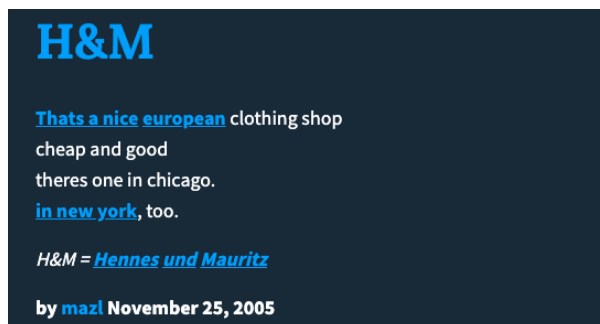 H&M
Thats a nice european clothing shop
cheap and good
theres one in chicago.
in new york, too.
H&M = Hennes und Mauritz
by mazl November 25, 2005